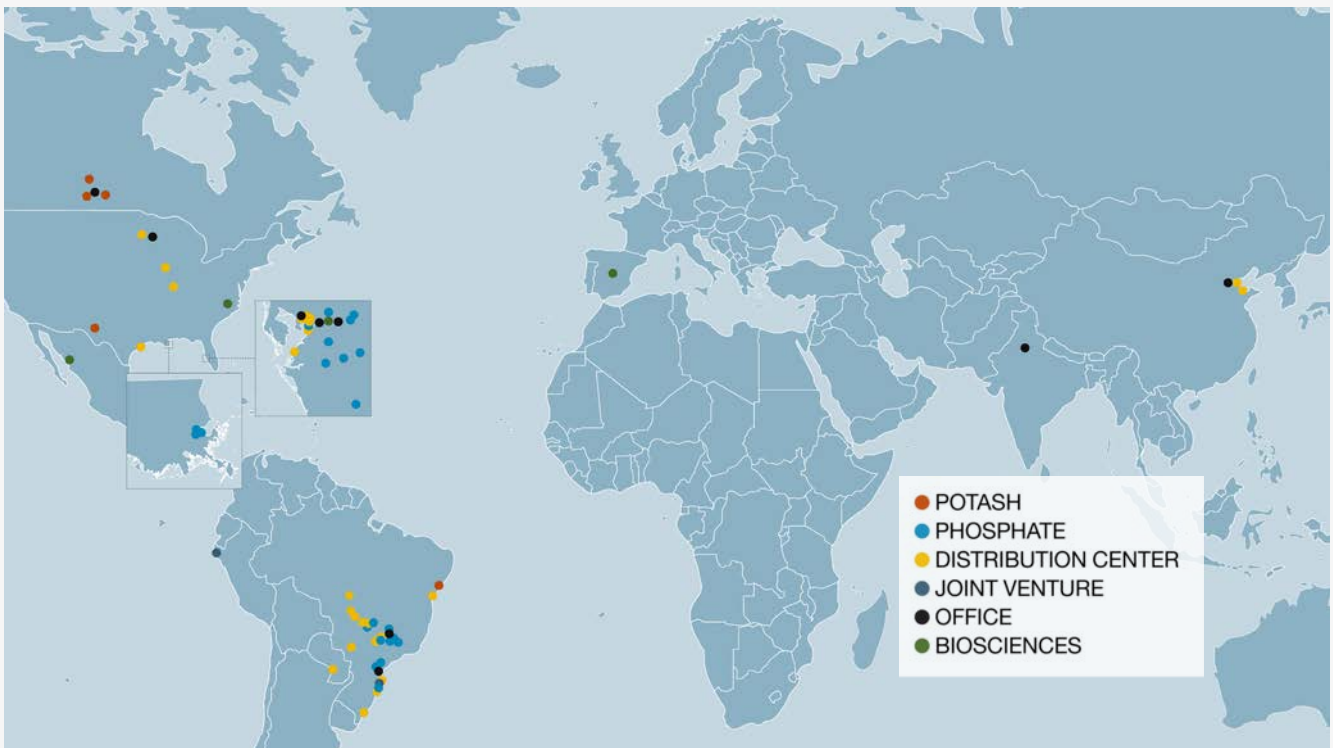 POTASH
PHOSPHATE
DISTRIBUTION CENTER
JOINT VENTURE
OFFICE
BIOSCIENCES